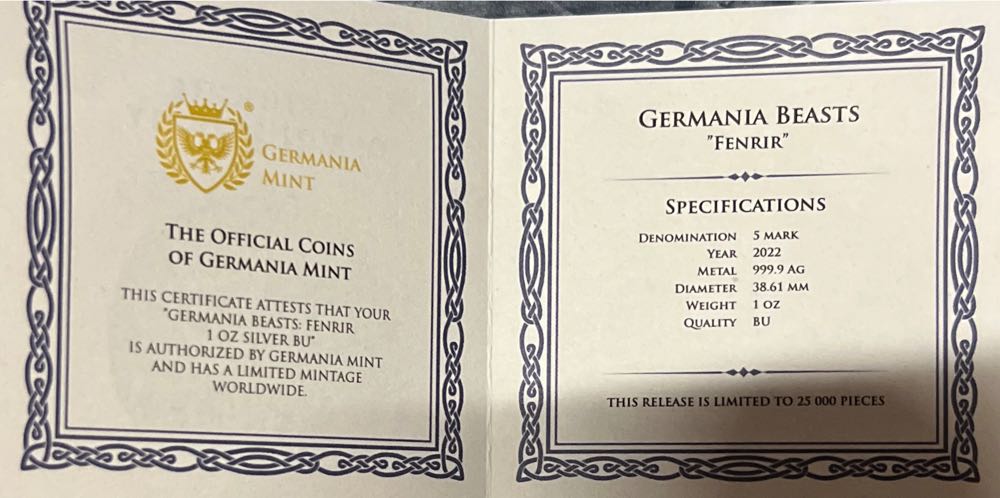 ®
GERMANIA
MINT
THE OFFICIAL COINS
OF GERMANIA MINT
THIS CERTIFICATE ATTESTS THAT YOUR
"GERMANIA BEASTS: FENRIR
1 OZ SILVER BU"
IS AUTHORIZED BY GERMANIA MINT
AND HAS A LIMITED MINTAGE
WORLDWIDE.
GERMANIA BEASTS
"FENRIR"
SPECIFICATIONS
DENOMINATION 5 MARK
YEAR 2022
METAL 999.9 AG
DIAMETER 38.61 MM
WEIGHT 1 OZ
QUALITY BU
THIS RELEASE IS LIMITED TO 25 000 PIECES